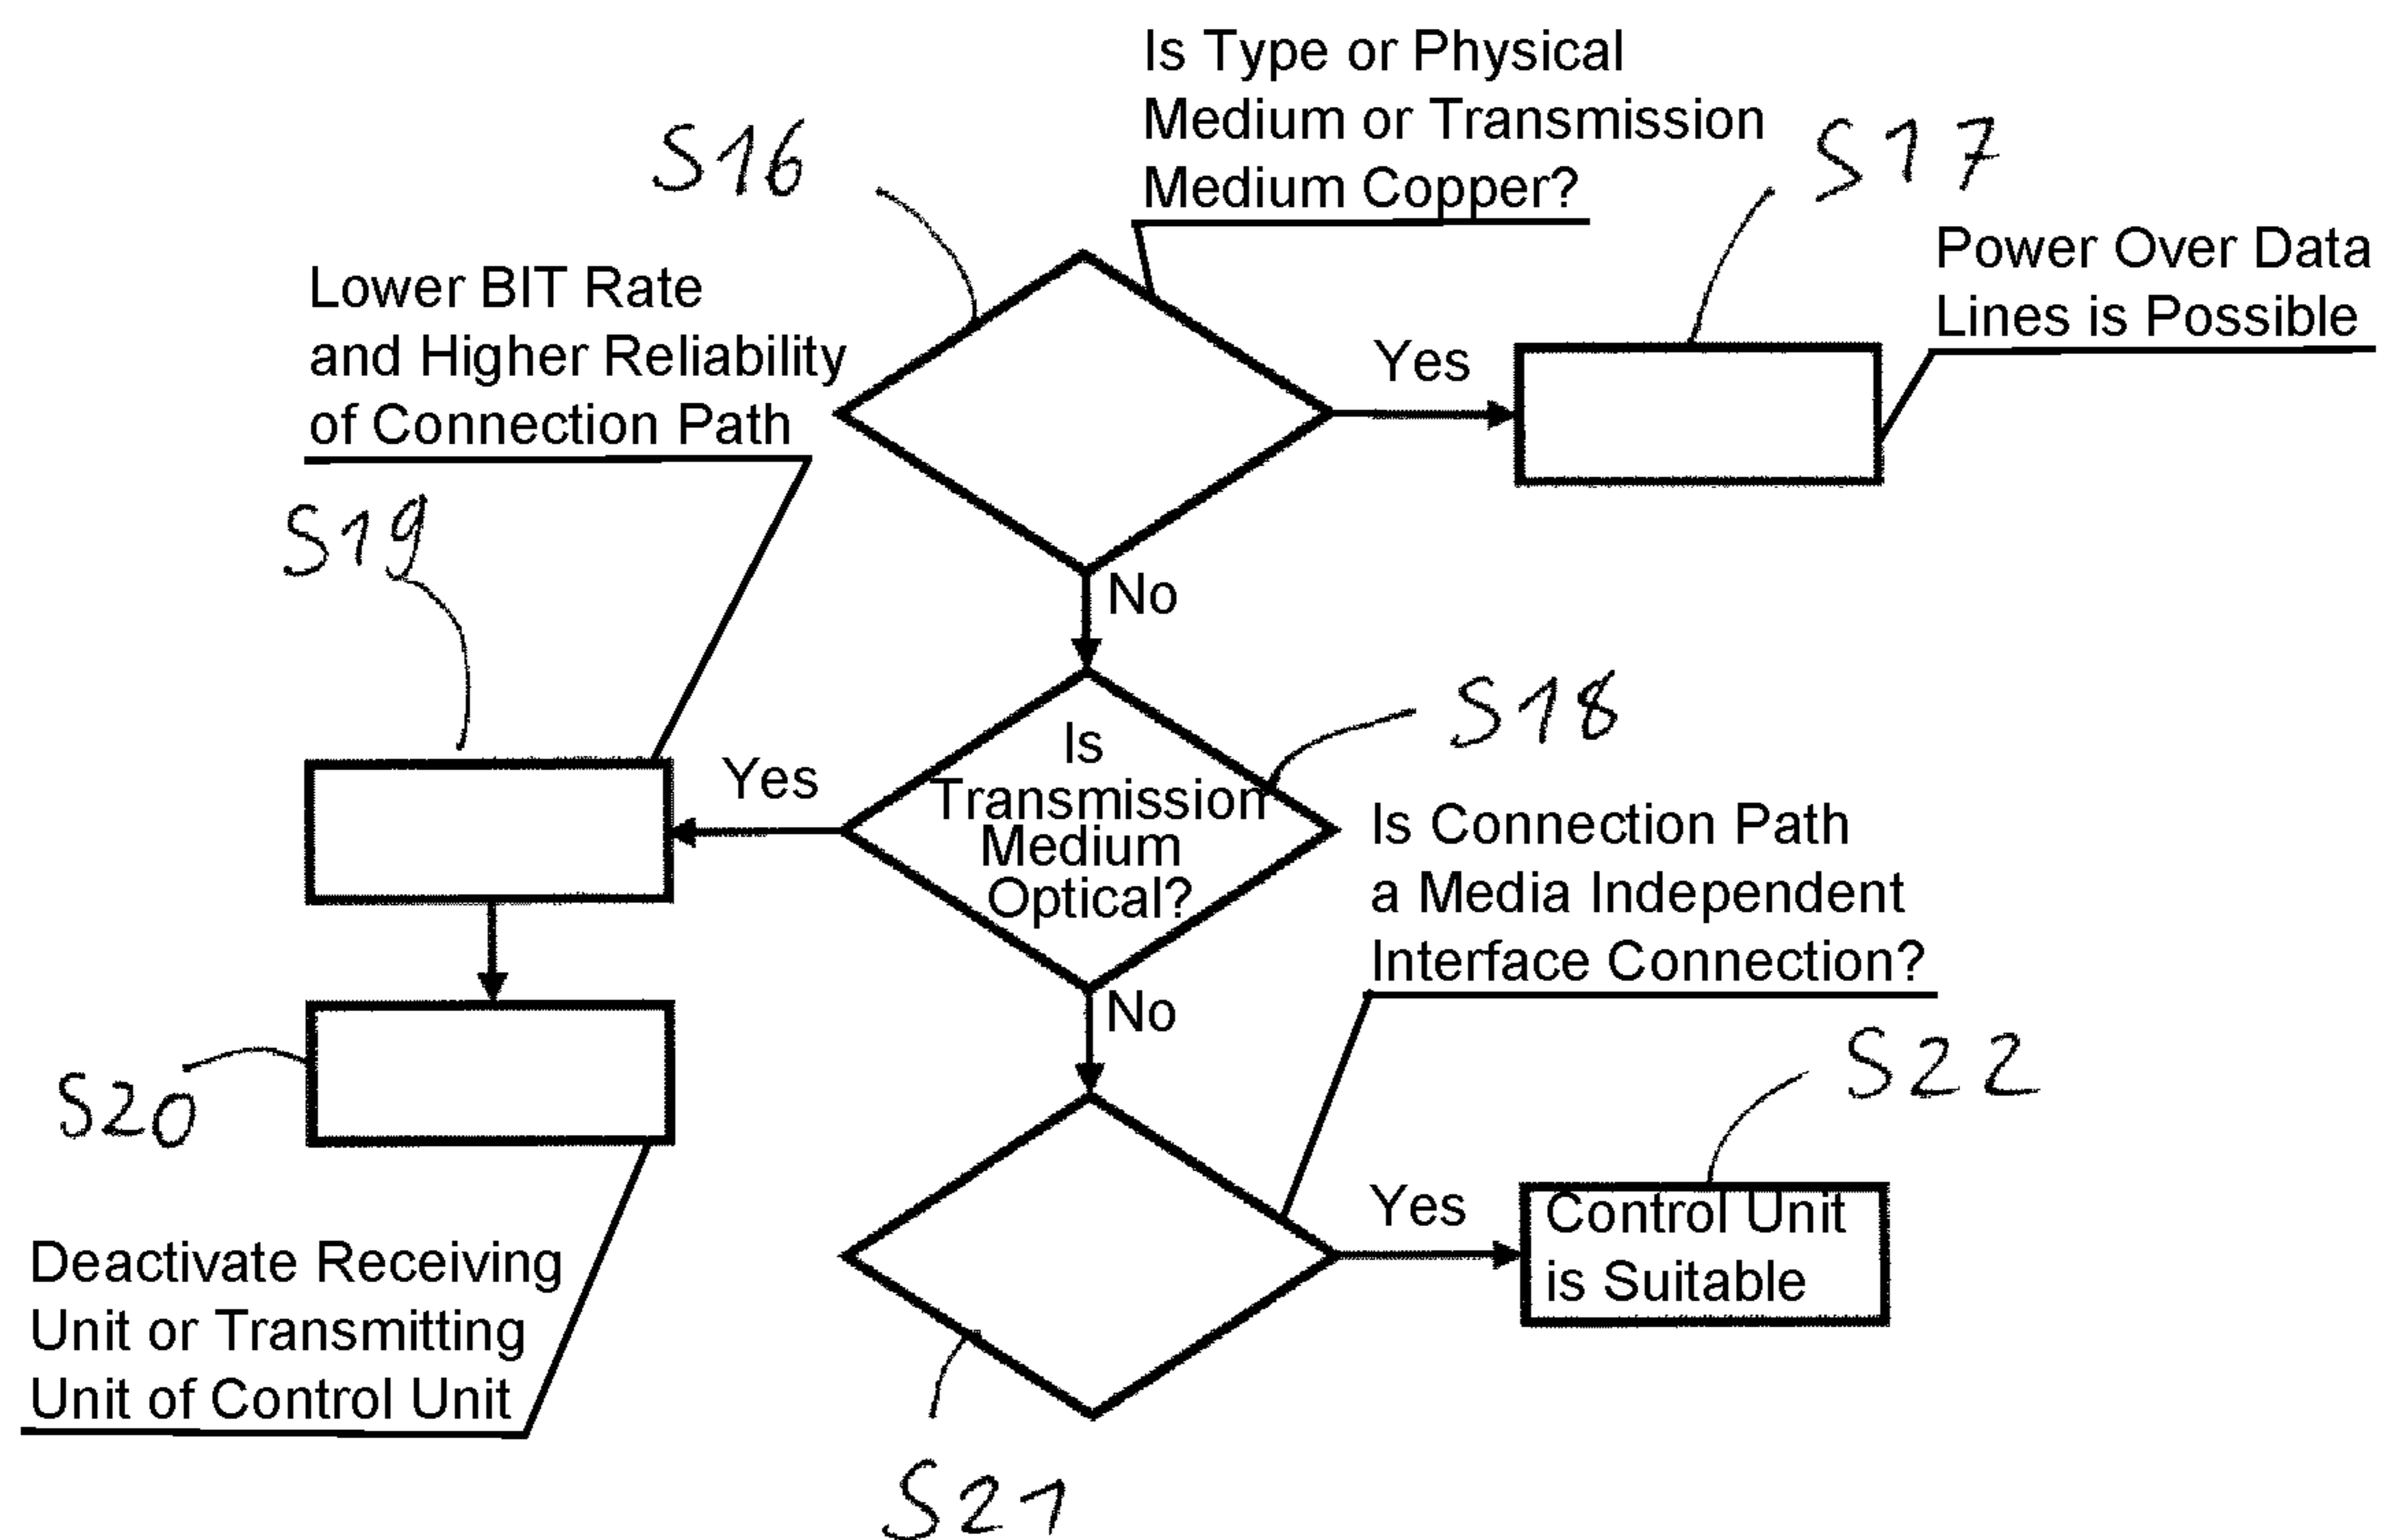 Is Type or Physical
Medium or Transmission
Medium Copper?
S16
S17
Power Over Data
Lines is Possible
Lower BIT Rate
and Higher Reliability
of Connection Path
Yes
S19
No
S18
Is
Transmission
Medium
Optical?
Yes
Is Connection Path
a Media Independent
Interface Connection?
No
S20
S22
Yes
Control Unit
is Suitable
Deactivate Receiving
Unit or Transmitting
Unit of Control Unit
S21